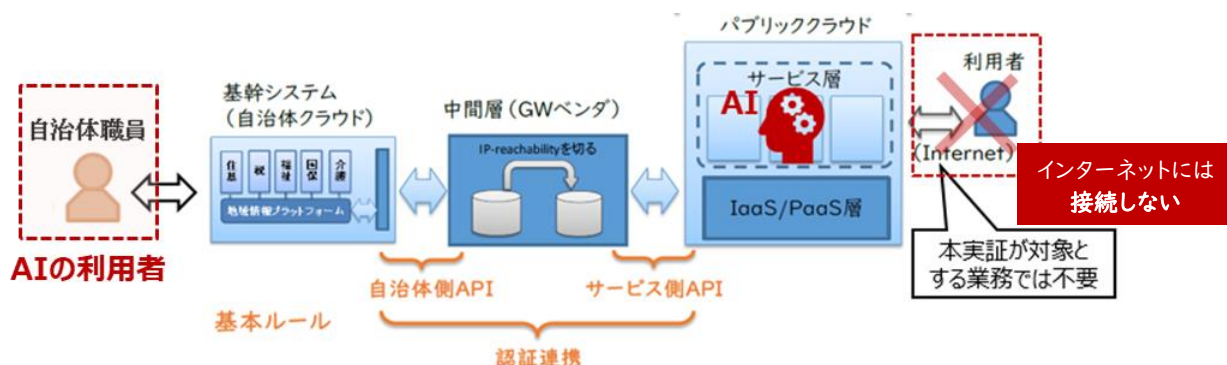 パブリッククラウド
利用者
サービス層
AI
基幹システム
（自治体クラウド）
中間層（GWベンダ）
自治体職員
IP-reachabilityを切る
住基
税
福祉
国保
介護
地域情報プラットフォーム
IaaS/PaaS層
(Internet)
インターネットには
接続しない
本実証が対象と
する業務では不要
AIの利用者
自治体側API
サービス側API
基本ルール
認証連携